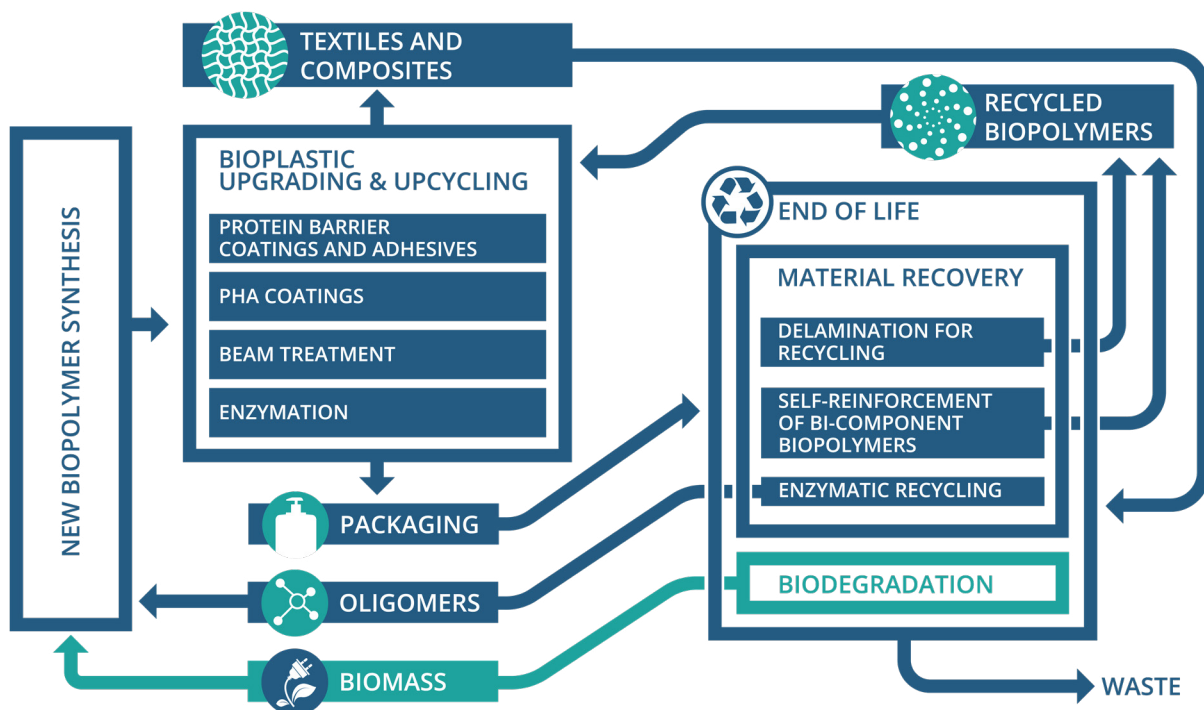 TEXTILES AND
COMPOSITES
RECYCLED
BIOPOLYMERS
NEW BIOPOLYMER SYNTHESIS
BIOPLASTIC
UPGRADING & UPCYCLING
PROTEIN BARRIER
COATINGS AND ADHESIVES
PHA COATINGS
BEAM TREATMENT
ENZYMATION
END OF LIFE
MATERIAL RECOVERY
DELAMINATION FOR
RECYCLING
SELF-REINFORCEMENT
OF BI-COMPONENT
BIOPOLYMERS
ENZYMATIC RECYCLING
BIODEGRADATION
PACKAGING
OLIGOMERS
BIOMASS
WASTE